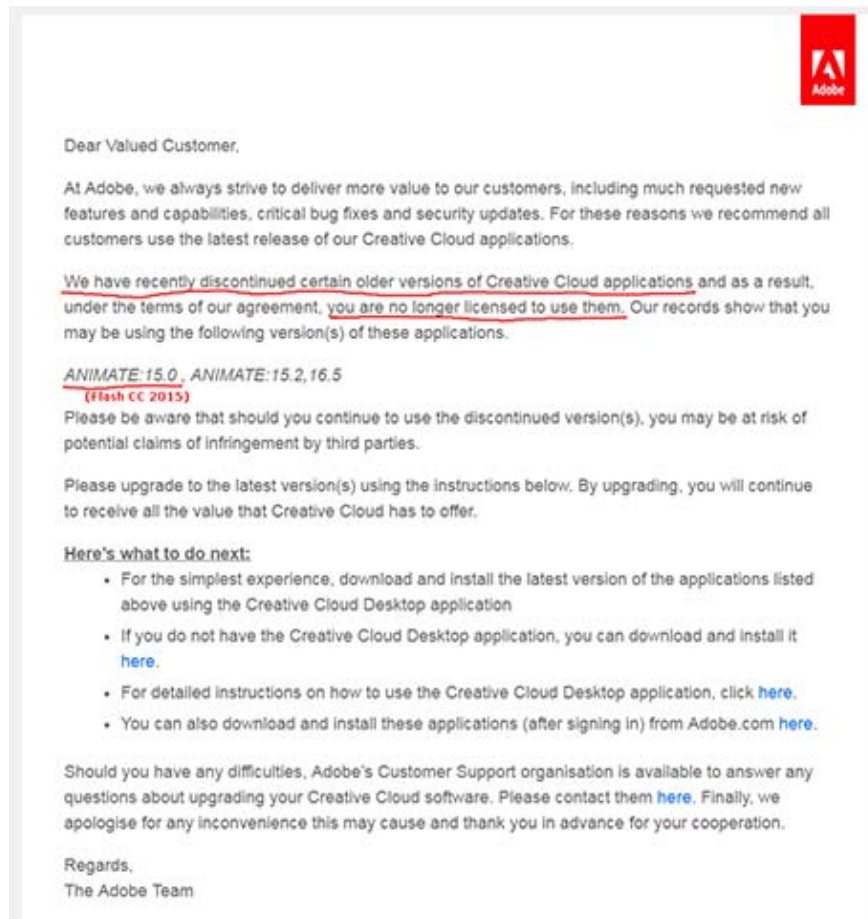 Adobe
Dear Valued Customer,
At Adobe, we always strive to deliver more value to our customers, including much requested new
features and capabilities, critical bug fixes and security updates. For these reasons we recommend all
customers use the latest release of our Creative Cloud applications.
We have recently discontinued certain older versions of Creative Cloud applications and as a result,
under the terms of our agreement, you are no longer licensed to use them. Our records show that you
may be using the following version(s) of these applications.
ANIMATE:15.0 , ANIMATE:15.2,16.5
(Flash CC 2015)
Please be aware that should you continue to use the discontinued version(s), you may be at risk of
potential claims of infringement by third parties.
Please upgrade to the latest version(s) using the instructions below. By upgrading, you will continue
to receive all the value that Creative Cloud has to offer.
Here's what to do next:
• For the simplest experience, download and install the latest version of the applications listed
above using the Creative Cloud Desktop application
• If you do not have the Creative Cloud Desktop application, you can download and install it
here.
• For detailed instructions on how to use the Creative Cloud Desktop application, click here.
• You can also download and install these applications (after signing in) from Adobe.com here.
Should you have any difficulties, Adobe's Customer Support organisation is available to answer any
questions about upgrading your Creative Cloud software. Please contact them here. Finally, we
apologise for any inconvenience this may cause and thank you in advance for your cooperation.
Regards,
The Adobe Team